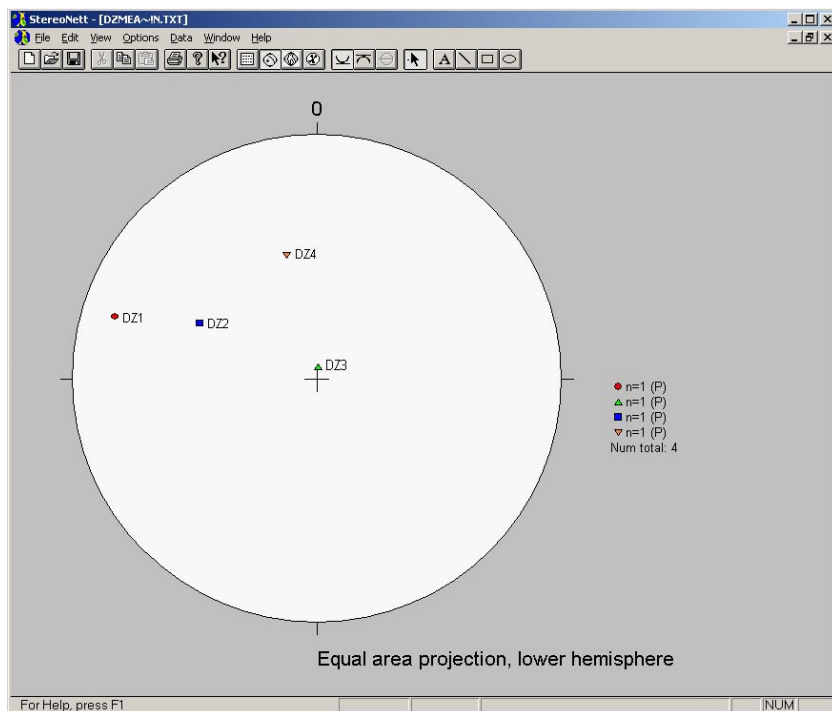 StereoNett - [DZMEA~!N.TXT]
File Edit View Options Data Window Help
0
DZ4
DZ1
DZ2
DZ3
n=1 (P)
n=1 (P)
n=1 (P)
n=1 (P)
Num total: 4
Equal area projection, lower hemisphere
For Help, press F1
NUM